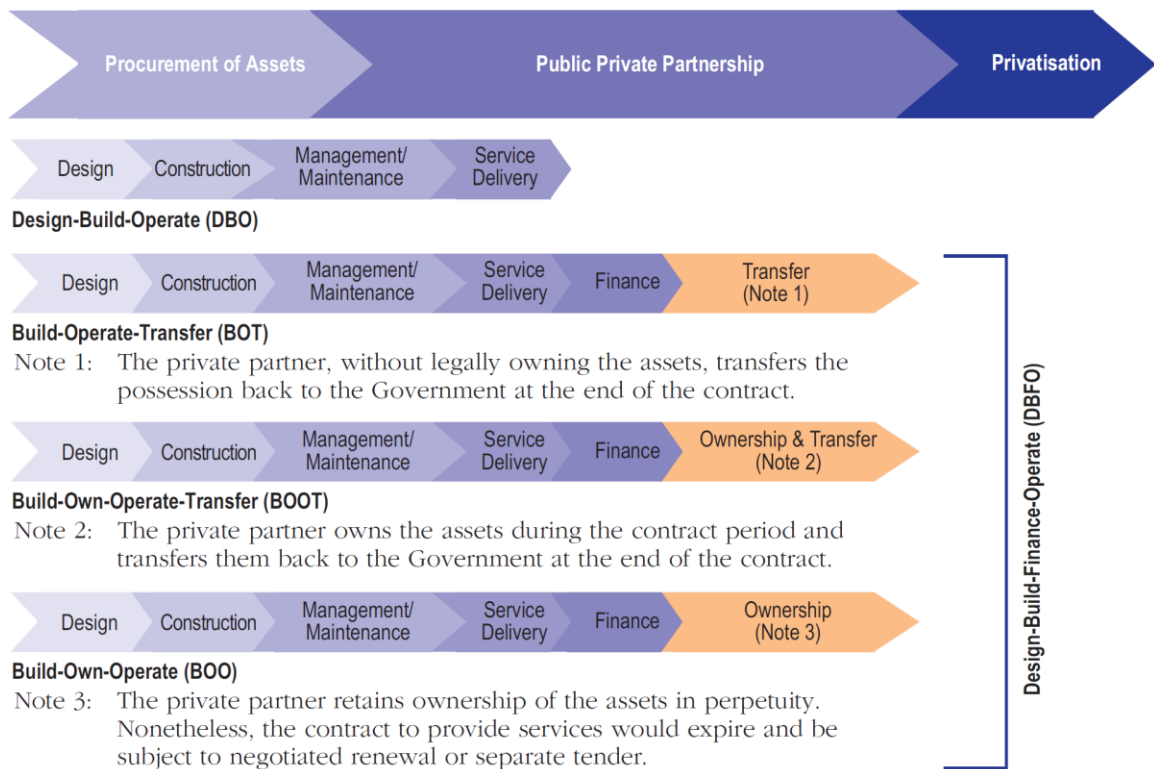 Procurement of Assets Public Private Partnership Privatisation
Design Construction Management/ Maintenance Service Delivery
Design-Build-Operate (DBO)
Design Construction Management/ Maintenance Service Delivery Finance Transfer (Note 1)
Build-Operate-Transfer (BOT)
Note 1: The private partner, without legally owning the assets, transfers the
possession back to the Government at the end of the contract.
Design Construction Management/ Maintenance Service Delivery Finance Ownership & Transfer (Note 2)
Build-Own-Operate-Transfer (BOOT)
Note 2: The private partner owns the assets during the contract period and
transfers them back to the Government at the end of the contract.
Design Construction Management/ Maintenance Service Delivery Finance Ownership (Note 3)
Build-Own-Operate (BOO)
Note 3: The private partner retains ownership of the assets in perpetuity.
Nonetheless, the contract to provide services would expire and be
subject to negotiated renewal or separate tender.
Design-Build-Finance-Operate (DBFO)